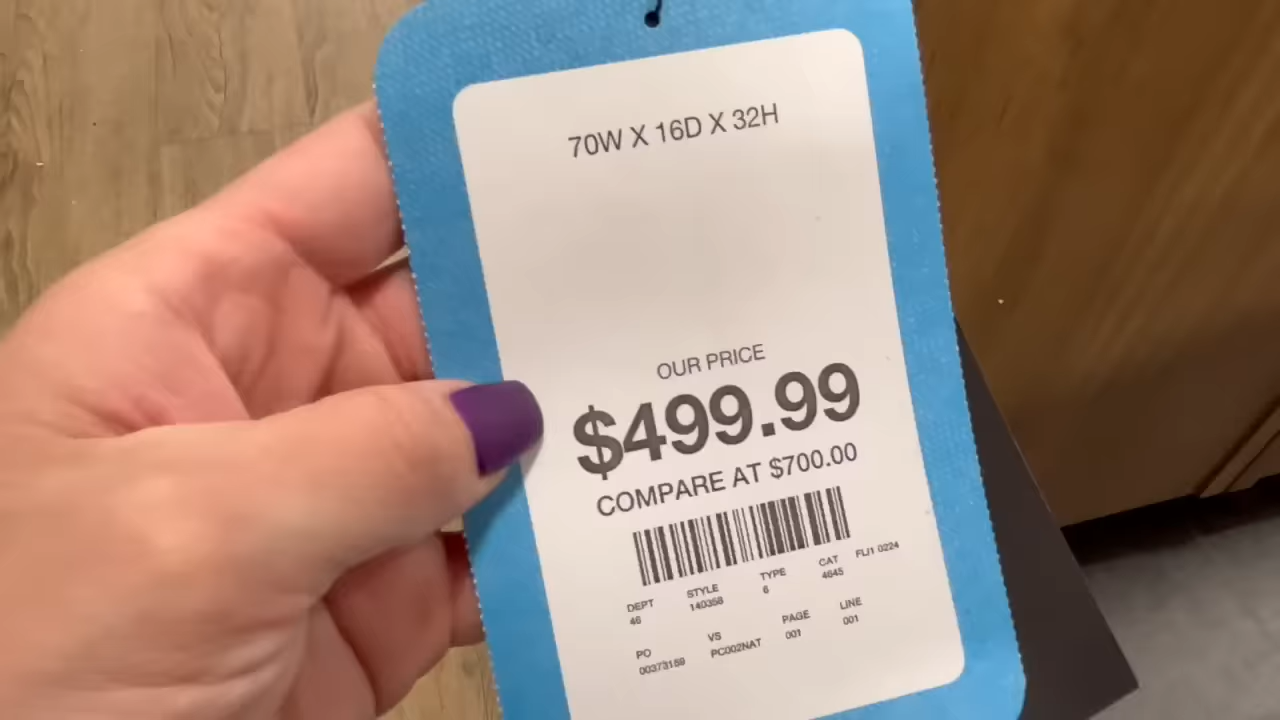 70W X 16D X 32H
OUR PRICE
$499.99
COMPARE AT $700.00
DEPT STYLE TYPE CAT FLI1 0224
46 140358 6 4645
PO VS PAGE LINE
00373159 PC002NAT 001 001